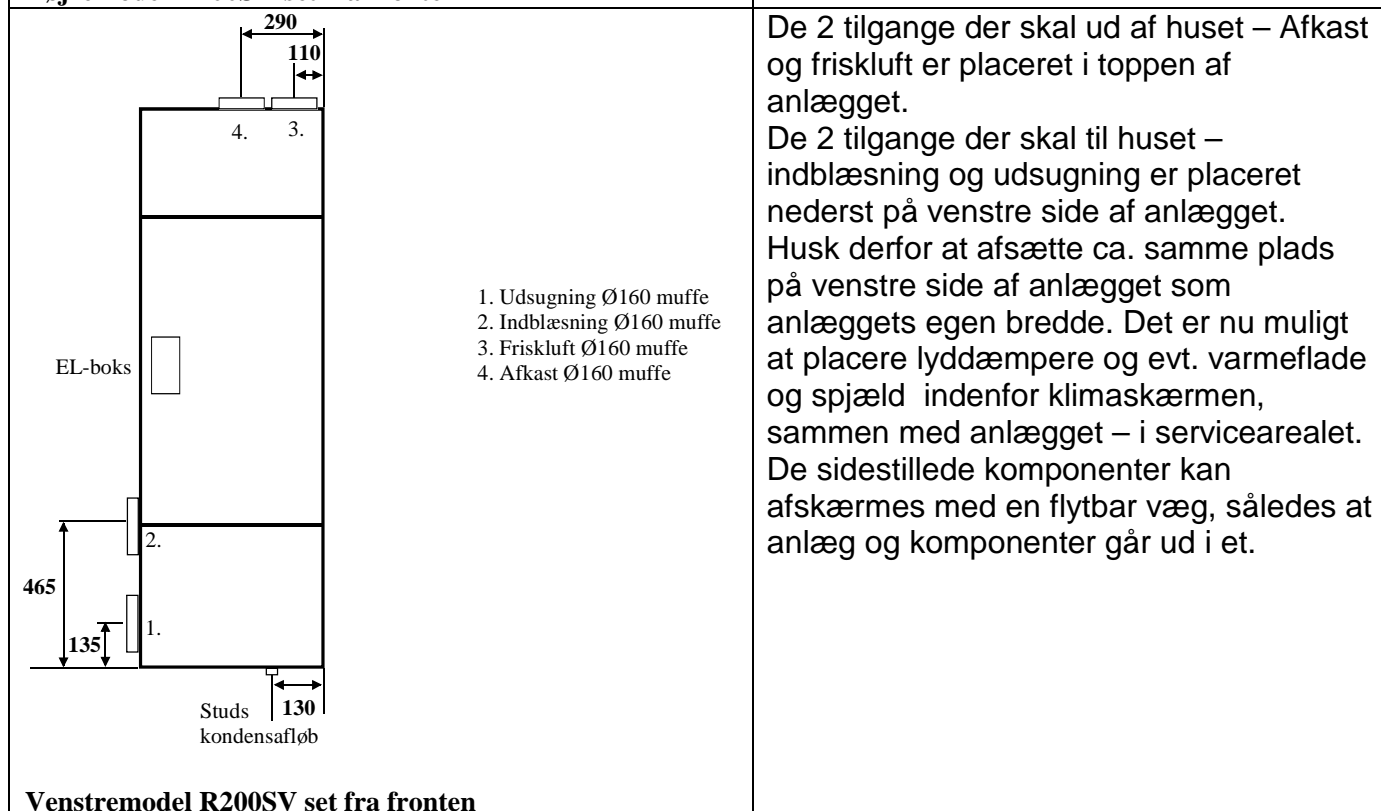 290
110
4.
3.
EL-boks
1. Udsugning Ø160 muffe
2. Indblæsning Ø160 muffe
3. Friskluft Ø160 muffe
4. Afkast Ø160 muffe
2.
465
135
1.
Studs
kondensafløb
130
Venstremodel R200SV set fra fronten
De 2 tilgange der skal ud af huset – Afkast
og friskluft er placeret i toppen af
anlægget.
De 2 tilgange der skal til huset –
indblæsning og udsugning er placeret
nederst på venstre side af anlægget.
Husk derfor at afsætte ca. samme plads
på venstre side af anlægget som
anlæggets egen bredde. Det er nu muligt
at placere lyddæmpere og evt. varmeflade
og spjæld  indenfor klimaskærmen,
sammen med anlægget – i servicearealet.
De sidestillede komponenter kan
afskærmes med en flytbar væg, således at
anlæg og komponenter går ud i et.